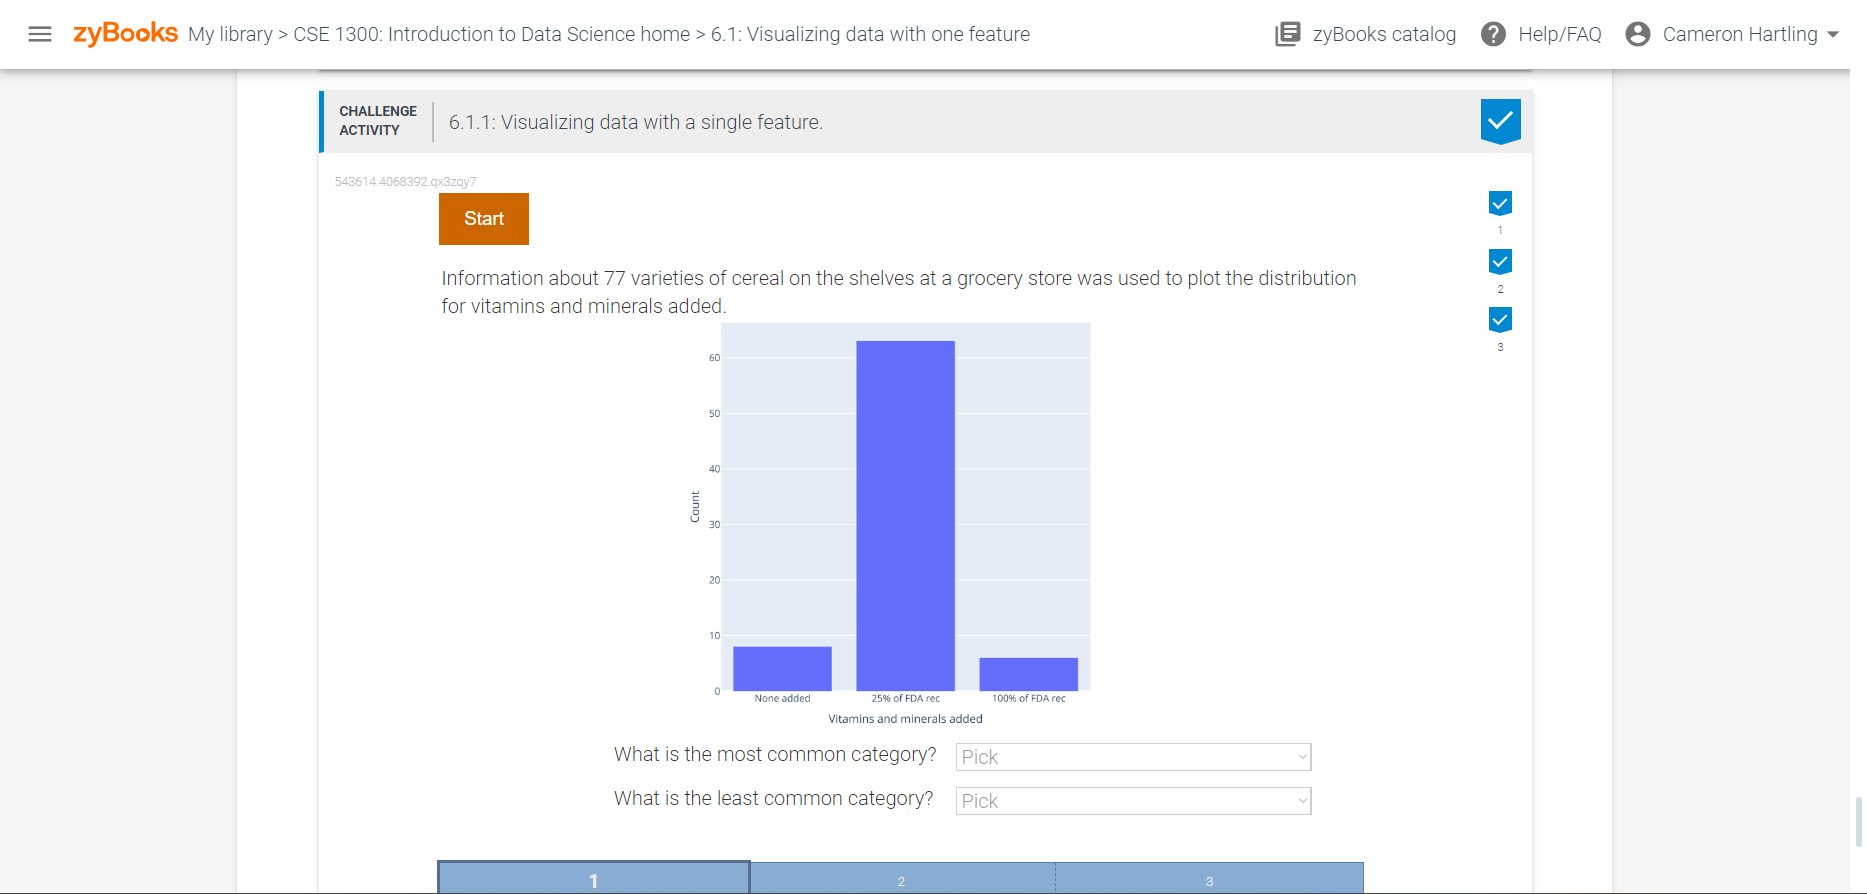 zyBooks My library > CSE 1300: Introduction to Data Science home > 6.1: Visualizing data with one feature
zyBooks catalog
Help/FAQ
Cameron Hartling
CHALLENGE
ACTIVITY
6.1.1: Visualizing data with a single feature.
543614.4068392.qx3zqy7
Start
1
2
3
Information about 77 varieties of cereal on the shelves at a grocery store was used to plot the distribution
for vitamins and minerals added.
60
50
40
30
20
10
0
Count
None added
25% of FDA rec
100% of FDA rec
Vitamins and minerals added
What is the most common category? Pick
What is the least common category? Pick
1
2
3